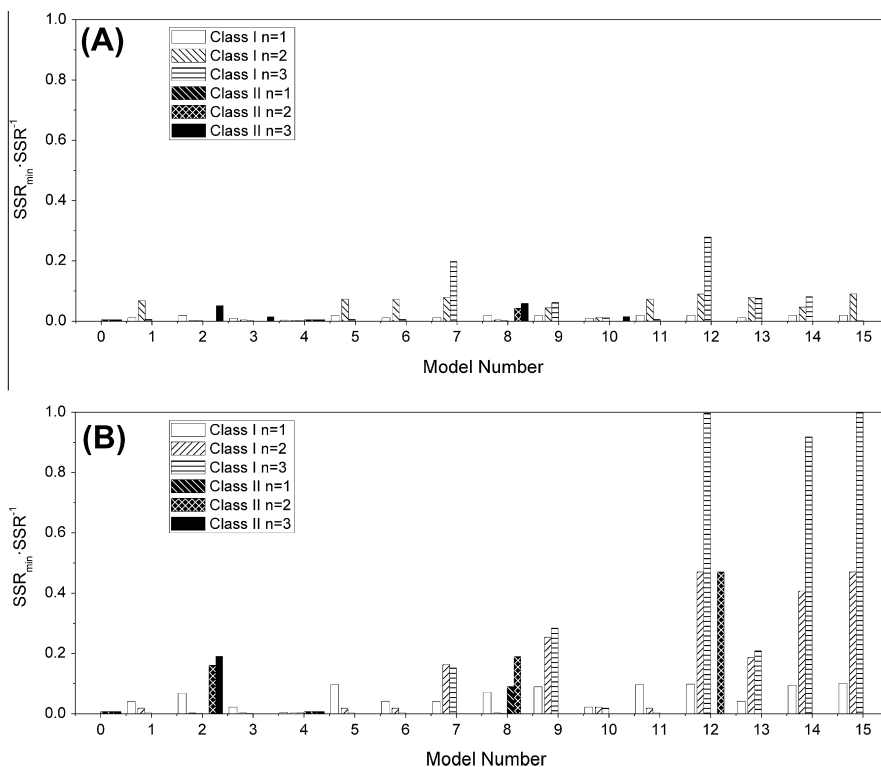 (A)
Class I n=1
Class I n=2
Class I n=3
Class II n=1
Class II n=2
Class II n=3
SSRmin·SSR-1
1.0
0.8
0.6
0.4
0.2
0.0
0 1 2 3 4 5 6 7 8 9 10 11 12 13 14 15
Model Number
(B)
Class I n=1
Class I n=2
Class I n=3
Class II n=1
Class II n=2
Class II n=3
SSRmin·SSR-1
1.0
0.8
0.6
0.4
0.2
0.0
0 1 2 3 4 5 6 7 8 9 10 11 12 13 14 15
Model Number